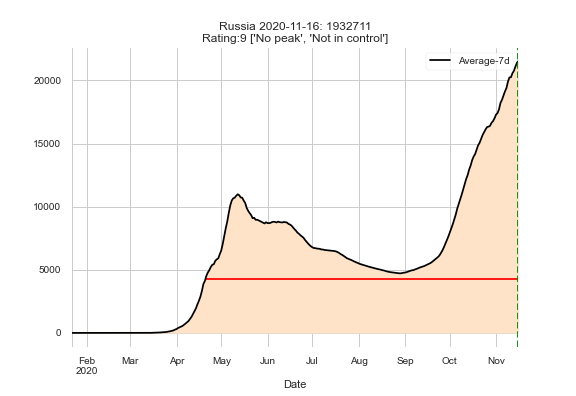 Russia 2020-11-16: 1932711
Rating:9 ['No peak', 'Not in control']
Average-7d
20000
15000
10000
5000
0
Feb Mar Apr May Jun Jul Aug Sep Oct Nov
2020
Date